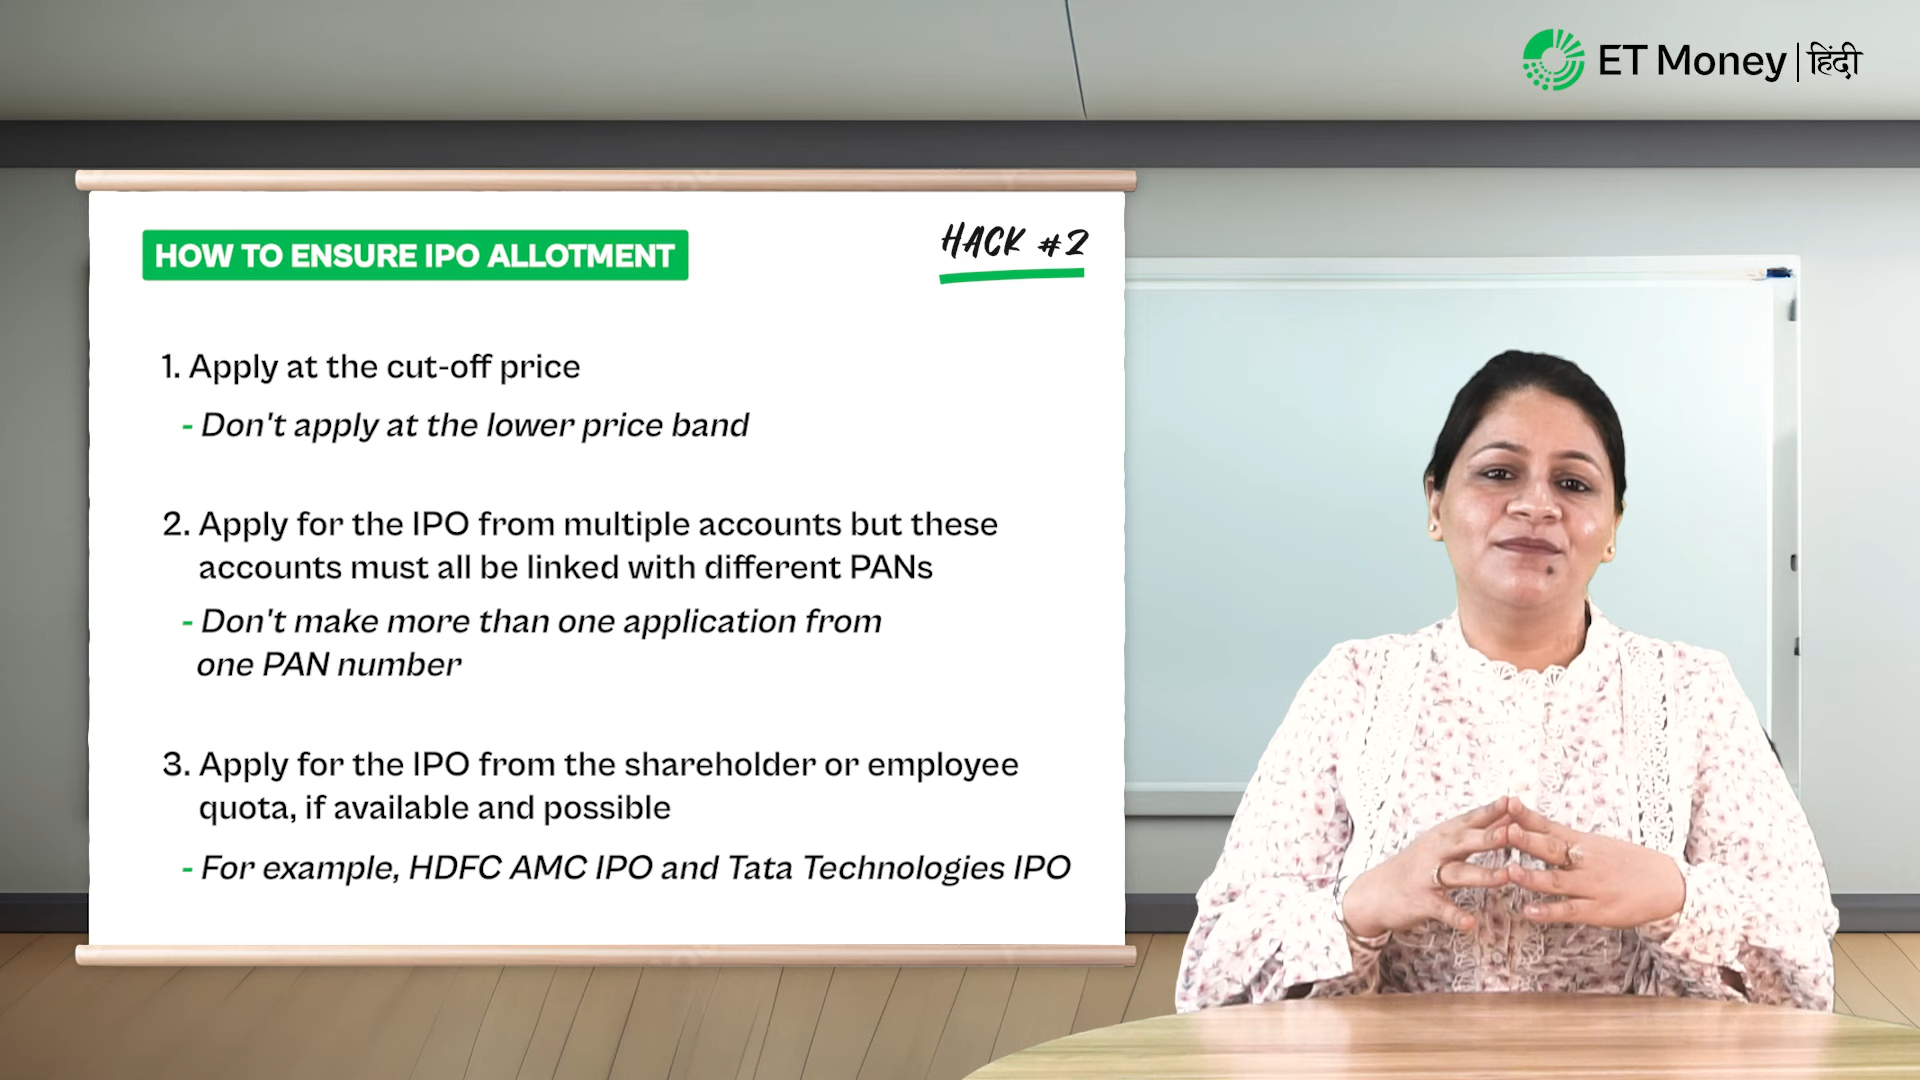 ET Money | हिंदी
HOW TO ENSURE IPO ALLOTMENT
HACK #2
1. Apply at the cut-off price
- Don't apply at the lower price band
2. Apply for the IPO from multiple accounts but these
accounts must all be linked with different PANs
- Don't make more than one application from
one PAN number
3. Apply for the IPO from the shareholder or employee
quota, if available and possible
- For example, HDFC AMC IPO and Tata Technologies IPO